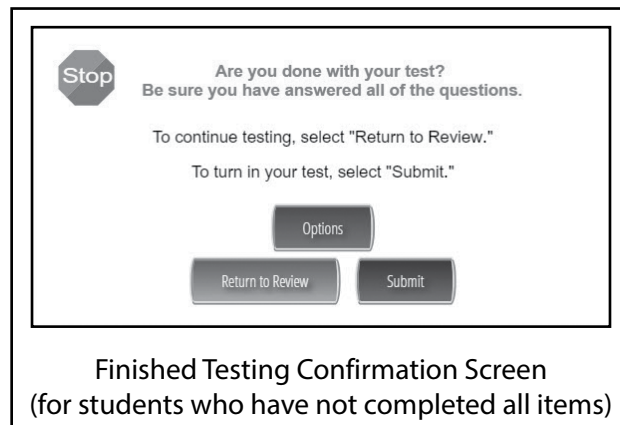 Stop
Are you done with your test?
Be sure you have answered all of the questions.
To continue testing, select "Return to Review."
To turn in your test, select "Submit."
Options
Return to Review
Submit
Finished Testing Confirmation Screen
(for students who have not completed all items)